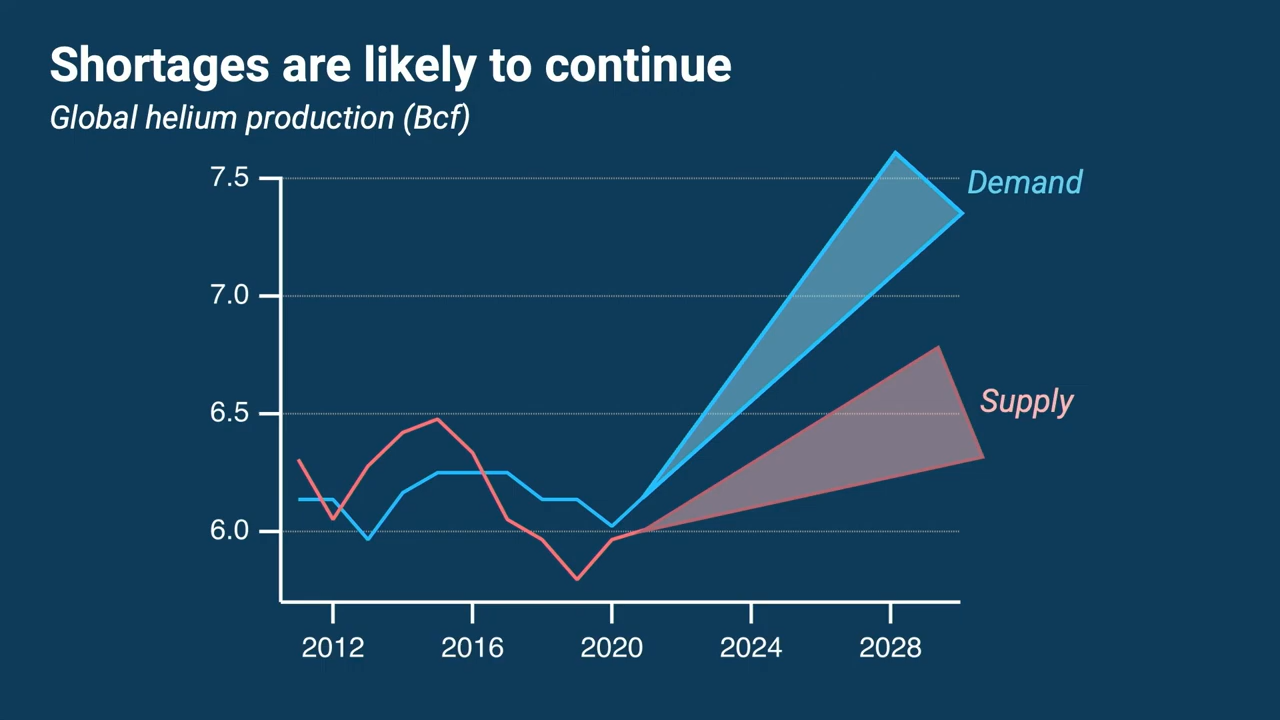 Shortages are likely to continue
Global helium production (Bcf)
7.5
Demand
7.0
6.5
Supply
6.0
2012 2016 2020 2024 2028